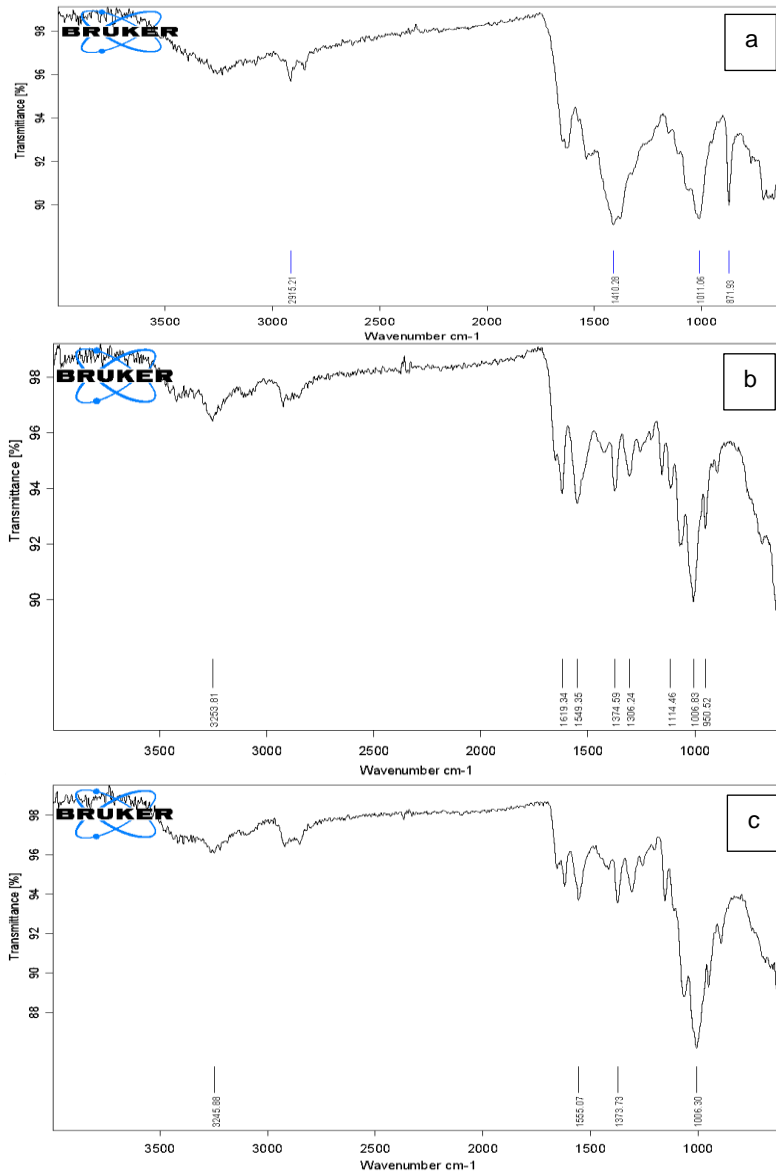 BRUKER
a
Transmittance [%]
98
96
94
92
90
2915.21
1410.28
1011.06
871.93
3500 3000 2500 2000 1500 1000
Wavenumber cm-1
BRUKER
b
Transmittance [%]
98
96
94
92
90
3253.81
1619.34
1549.35
1374.59
1306.24
1114.46
1006.83
950.52
3500 3000 2500 2000 1500 1000
Wavenumber cm-1
BRUKER
c
Transmittance [%]
98
96
94
92
90
88
3245.88
1555.07
1373.73
1006.30
3500 3000 2500 2000 1500 1000
Wavenumber cm-1